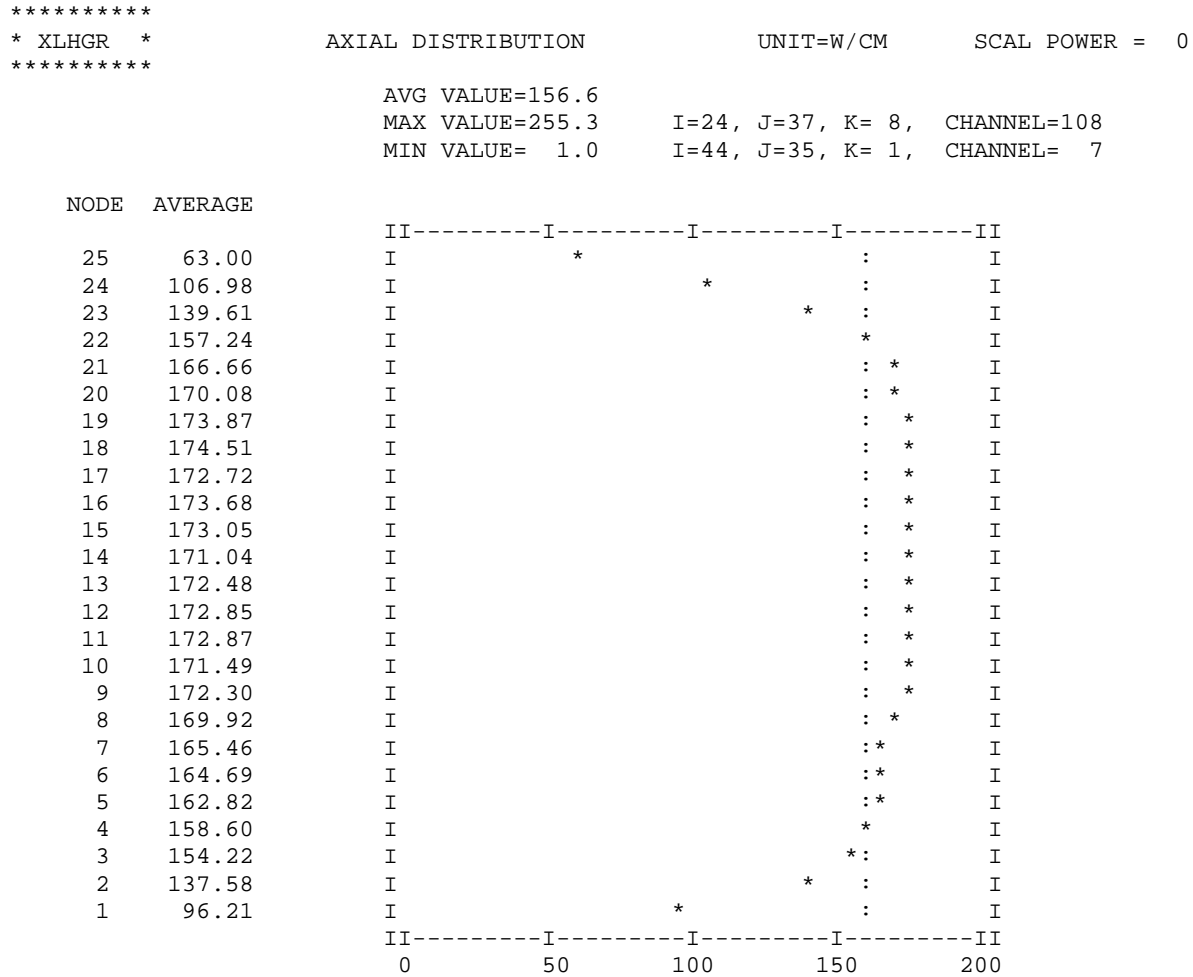 **********
* XLHGR  *            AXIAL DISTRIBUTION            UNIT=W/CM      SCAL POWER =  0
**********
                          AVG VALUE=156.6
                          MAX VALUE=255.3     I=24, J=37, K= 8,  CHANNEL=108
                          MIN VALUE=  1.0     I=44, J=35, K= 1,  CHANNEL=  7
    NODE  AVERAGE
                          II---------I---------I---------I---------II
     25     63.00         I            *                   :        I
     24    106.98         I                     *          :        I
     23    139.61         I                            *   :        I
     22    157.24         I                                *        I
     21    166.66         I                                : *      I
     20    170.08         I                                : *      I
     19    173.87         I                                :  *     I
     18    174.51         I                                :  *     I
     17    172.72         I                                :  *     I
     16    173.68         I                                :  *     I
     15    173.05         I                                :  *     I
     14    171.04         I                                :  *     I
     13    172.48         I                                :  *     I
     12    172.85         I                                :  *     I
     11    172.87         I                                :  *     I
     10    171.49         I                                :  *     I
      9    172.30         I                                :  *     I
      8    169.92         I                                : *      I
      7    165.46         I                                :*       I
      6    164.69         I                                :*       I
      5    162.82         I                                :*       I
      4    158.60         I                                *        I
      3    154.22         I                               *:        I
      2    137.58         I                            *   :        I
      1     96.21         I                   *            :        I
                          II---------I---------I---------I---------II
                           0         50       100       150       200